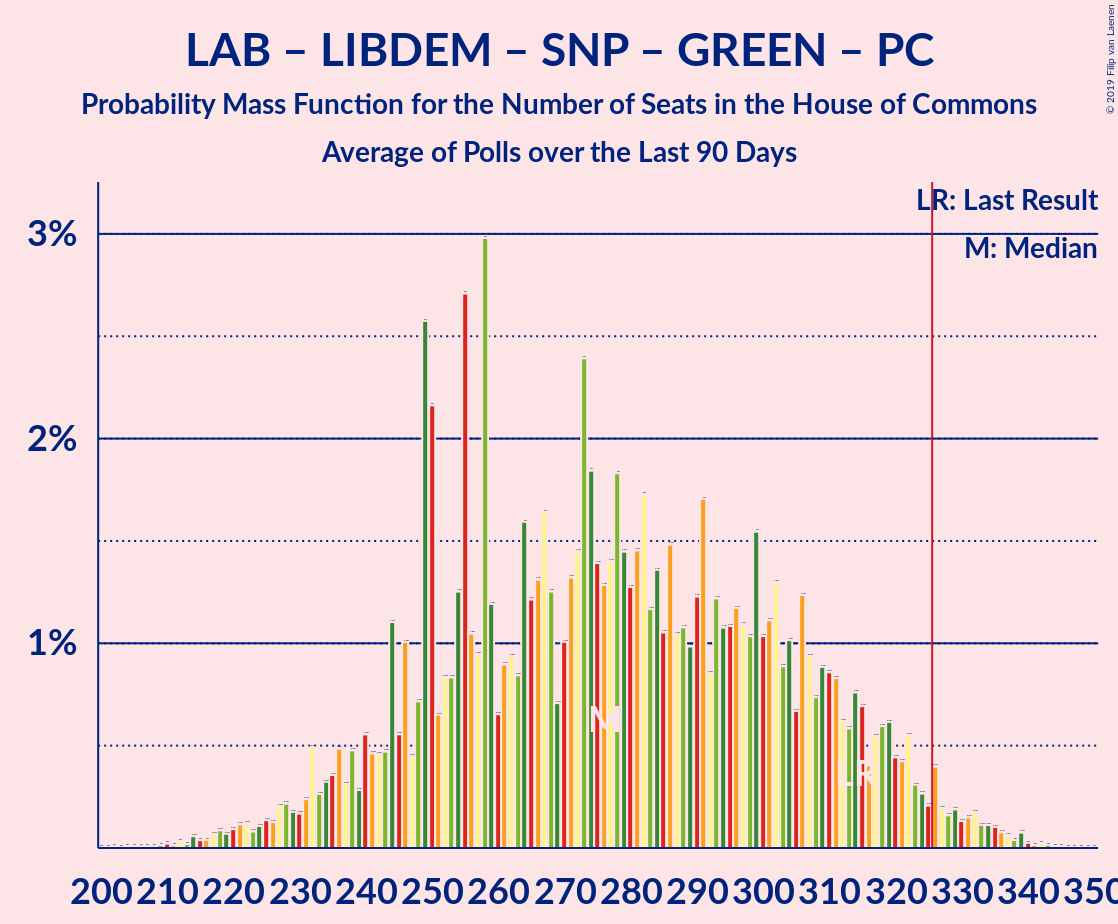 LAB – LIBDEM – SNP – GREEN – PC
Probability Mass Function for the Number of Seats in the House of Commons
Average of Polls over the Last 90 Days
© 2019 Filip van Laenen
LR: Last Result
M: Median
3%
2%
1%
M
LR
200 210 220 230 240 250 260 270 280 290 300 310 320 330 340 350